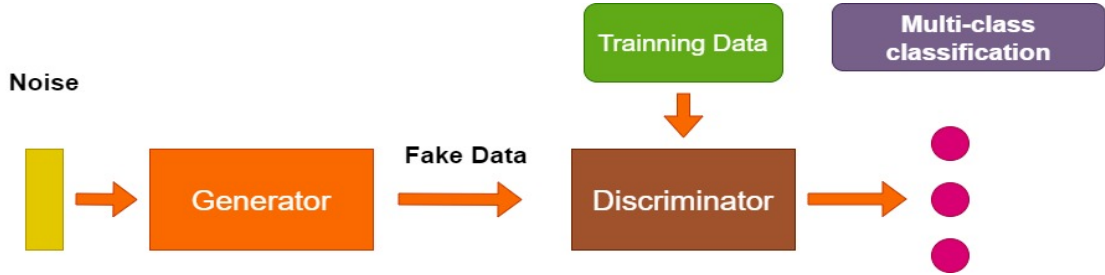 Noise
Generator
Fake Data
Trainning Data
Discriminator
Multi-class
classification